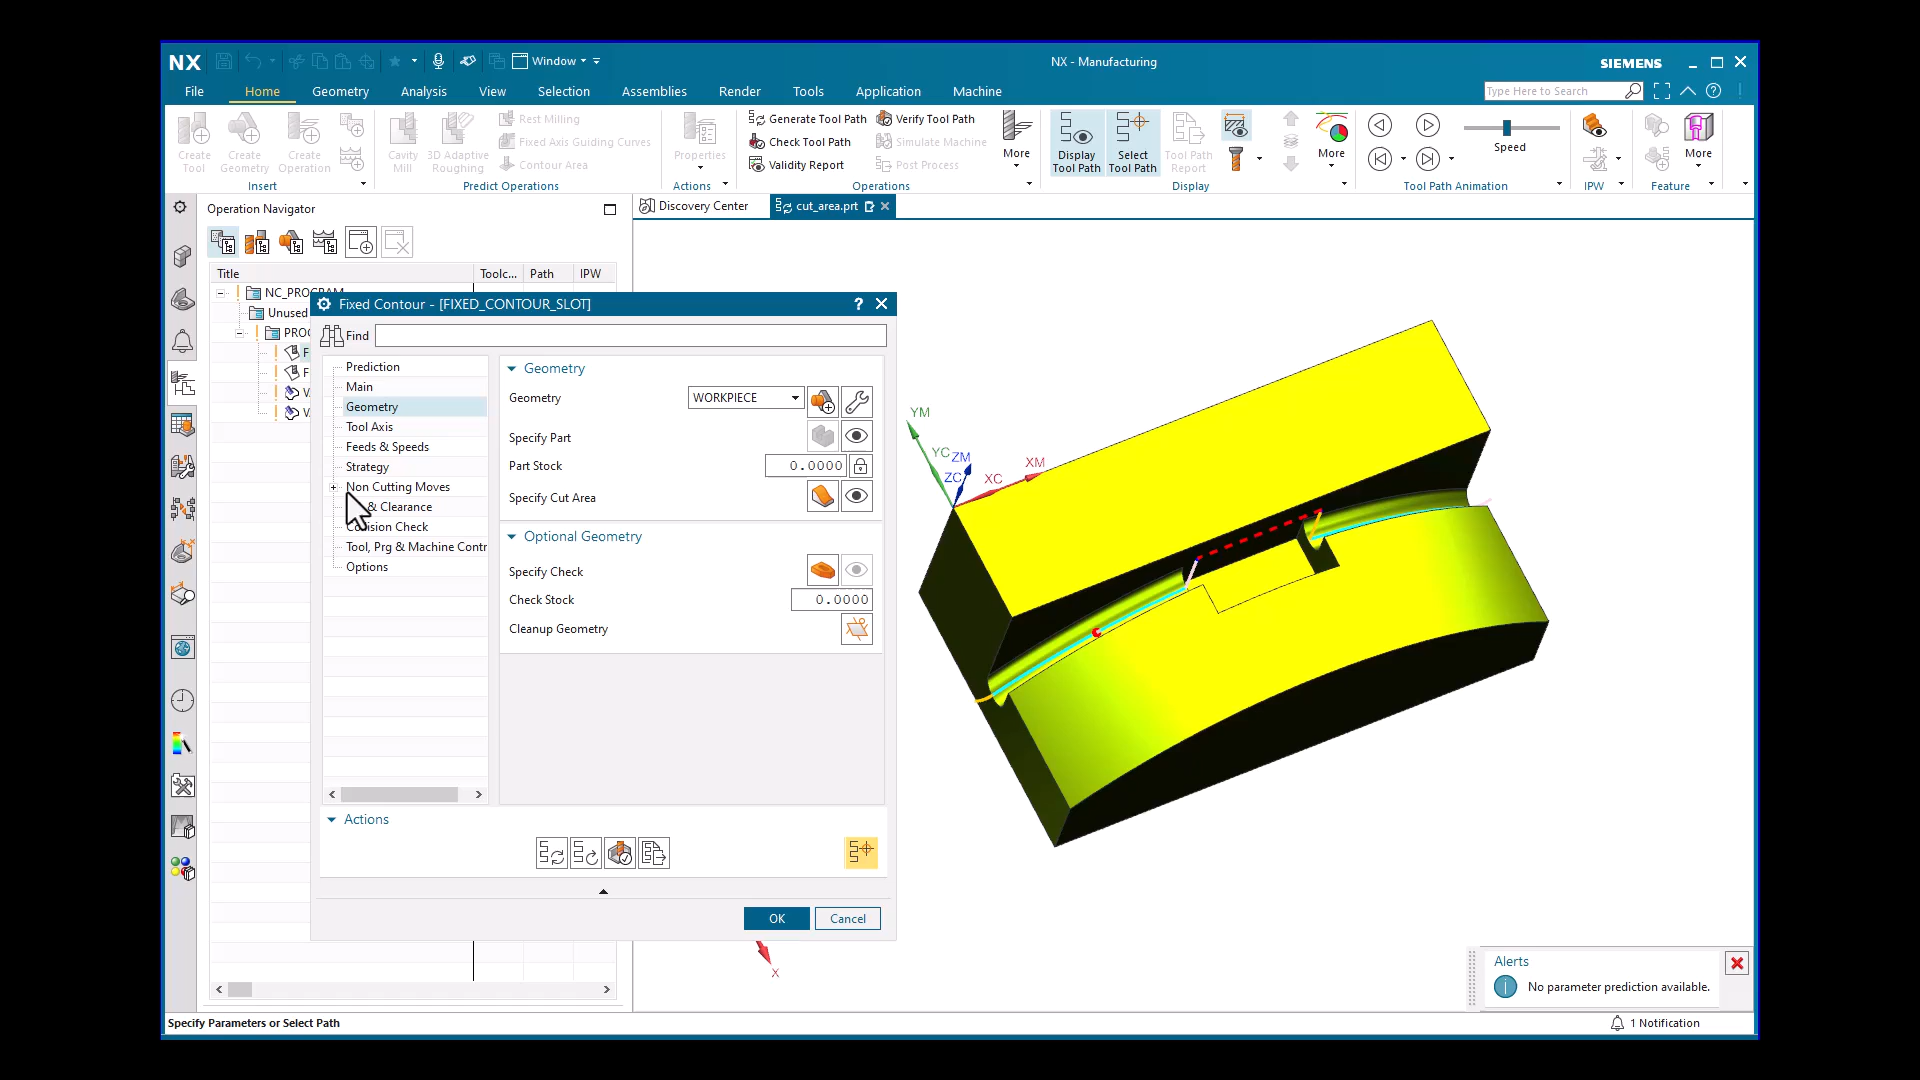 NX
Window
NX - Manufacturing
SIEMENS
File Home Geometry Analysis View Selection Assemblies Render Tools Application Machine
Type Here to Search
Create Tool
Create Geometry
Create Operation
Insert
Cavity Mill
3D Adaptive Roughing
Rest Milling
Fixed Axis Guiding Curves
Contour Area
Predict Operations
Properties
Actions
Generate Tool Path
Check Tool Path
Validity Report
Verify Tool Path
Simulate Machine
Post Process
More
Operations
Display Tool Path
Select Tool Path
Tool Path Report
More
Display
Speed
Tool Path Animation
IPW
More
Feature
Operation Navigator
Discovery Center
cut_area.prt
Title Toolc... Path IPW
NC_PROGRAM
Unused
PROG
F
F
V
V
Fixed Contour - [FIXED_CONTOUR_SLOT]
Find
Prediction
Main
Geometry
Tool Axis
Feeds & Speeds
Strategy
Non Cutting Moves
& Clearance
Collision Check
Tool, Prg & Machine Contr
Options
Geometry
Geometry WORKPIECE
Specify Part
Part Stock 0.0000
Specify Cut Area
Optional Geometry
Specify Check
Check Stock 0.0000
Cleanup Geometry
Actions
OK Cancel
YM
YC
ZM
ZC
XC
XM
X
Alerts
No parameter prediction available.
Specify Parameters or Select Path
1 Notification